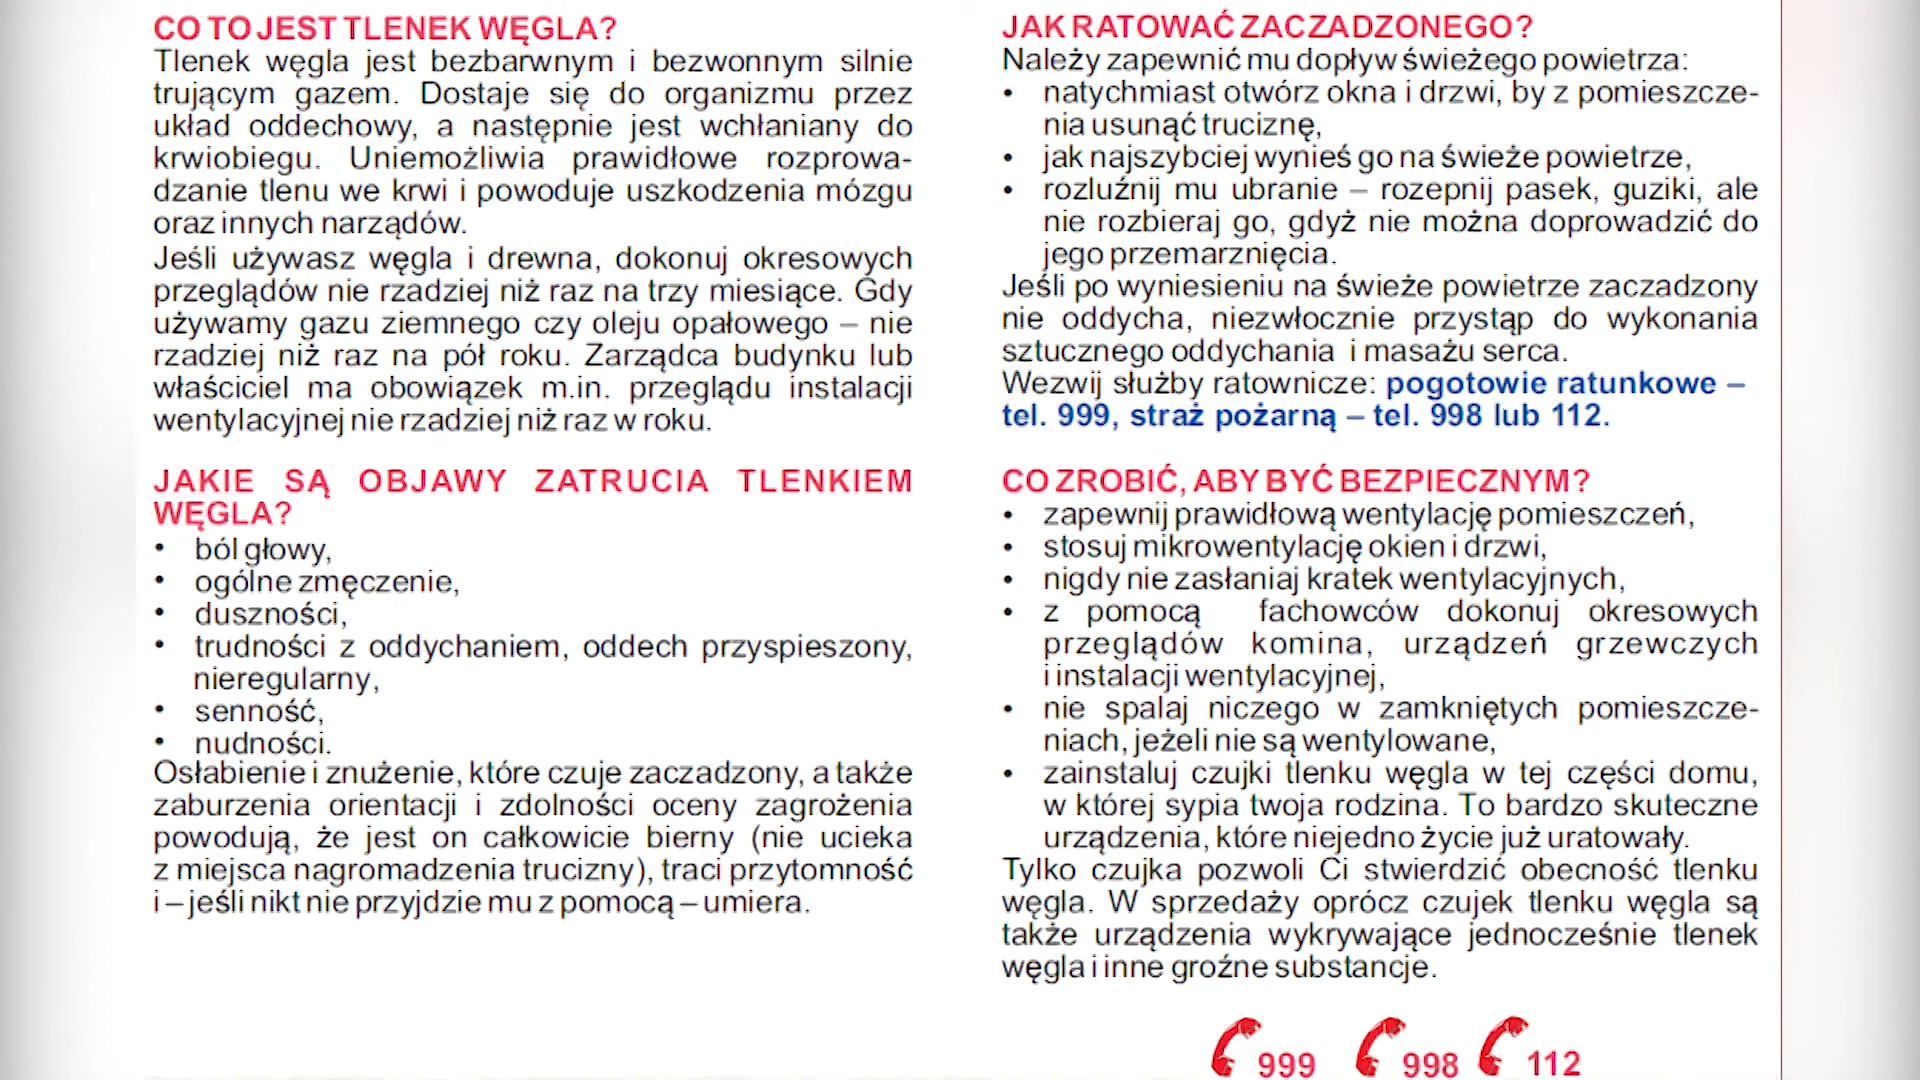 CO TO JEST TLENEK WĘGLA?
Tlenek węgla jest bezbarwnym i bezwonnym silnie
trującym gazem. Dostaje się do organizmu przez
układ oddechowy, a następnie jest wchłaniany do
krwiobiegu. Uniemożliwia prawidłowe rozprowa-
dzanie tlenu we krwi i powoduje uszkodzenia mózgu
oraz innych narządów.
Jeśli używasz węgla i drewna, dokonuj okresowych
przeglądów nie rzadziej niż raz na trzy miesiące. Gdy
używamy gazu ziemnego czy oleju opałowego – nie
rzadziej niż raz na pół roku. Zarządca budynku lub
właściciel ma obowiązek m.in. przeglądu instalacji
wentylacyjnej nie rzadziej niż raz w roku.
JAKIE SĄ OBJAWY ZATRUCIA TLENKIEM
WĘGLA?
• ból głowy,
• ogólne zmęczenie,
• duszności,
• trudności z oddychaniem, oddech przyspieszony,
nieregularny,
• senność,
• nudności.
Osłabienie i znużenie, które czuje zaczadzony, a także
zaburzenia orientacji i zdolności oceny zagrożenia
powodują, że jest on całkowicie bierny (nie ucieka
z miejsca nagromadzenia trucizny), traci przytomność
i – jeśli nikt nie przyjdzie mu z pomocą – umiera.
JAK RATOWAĆ ZACZADZONEGO?
Należy zapewnić mu dopływ świeżego powietrza:
• natychmiast otwórz okna i drzwi, by z pomieszcze-
nia usunąć truciznę,
• jak najszybciej wynieś go na świeże powietrze,
• rozluźnij mu ubranie – rozepnij pasek, guziki, ale
nie rozbieraj go, gdyż nie można doprowadzić do
jego przemarznięcia.
Jeśli po wyniesieniu na świeże powietrze zaczadzony
nie oddycha, niezwłocznie przystąp do wykonania
sztucznego oddychania i masażu serca.
Wezwij służby ratownicze: pogotowie ratunkowe –
tel. 999, straż pożarną – tel. 998 lub 112.
CO ZROBIĆ, ABY BYĆ BEZPIECZNYM?
• zapewnij prawidłową wentylację pomieszczeń,
• stosuj mikrowentylację okien i drzwi,
• nigdy nie zasłaniaj kratek wentylacyjnych,
• z pomocą fachowców dokonuj okresowych
przeglądów komina, urządzeń grzewczych
i instalacji wentylacyjnej,
• nie spalaj niczego w zamkniętych pomieszcze-
niach, jeżeli nie są wentylowane,
• zainstaluj czujki tlenku węgla w tej części domu,
w której sypia twoja rodzina. To bardzo skuteczne
urządzenia, które niejedno życie już uratowały.
Tylko czujka pozwoli Ci stwierdzić obecność tlenku
węgla. W sprzedaży oprócz czujek tlenku węgla są
także urządzenia wykrywające jednocześnie tlenek
węgla i inne groźne substancje.
999 998 112